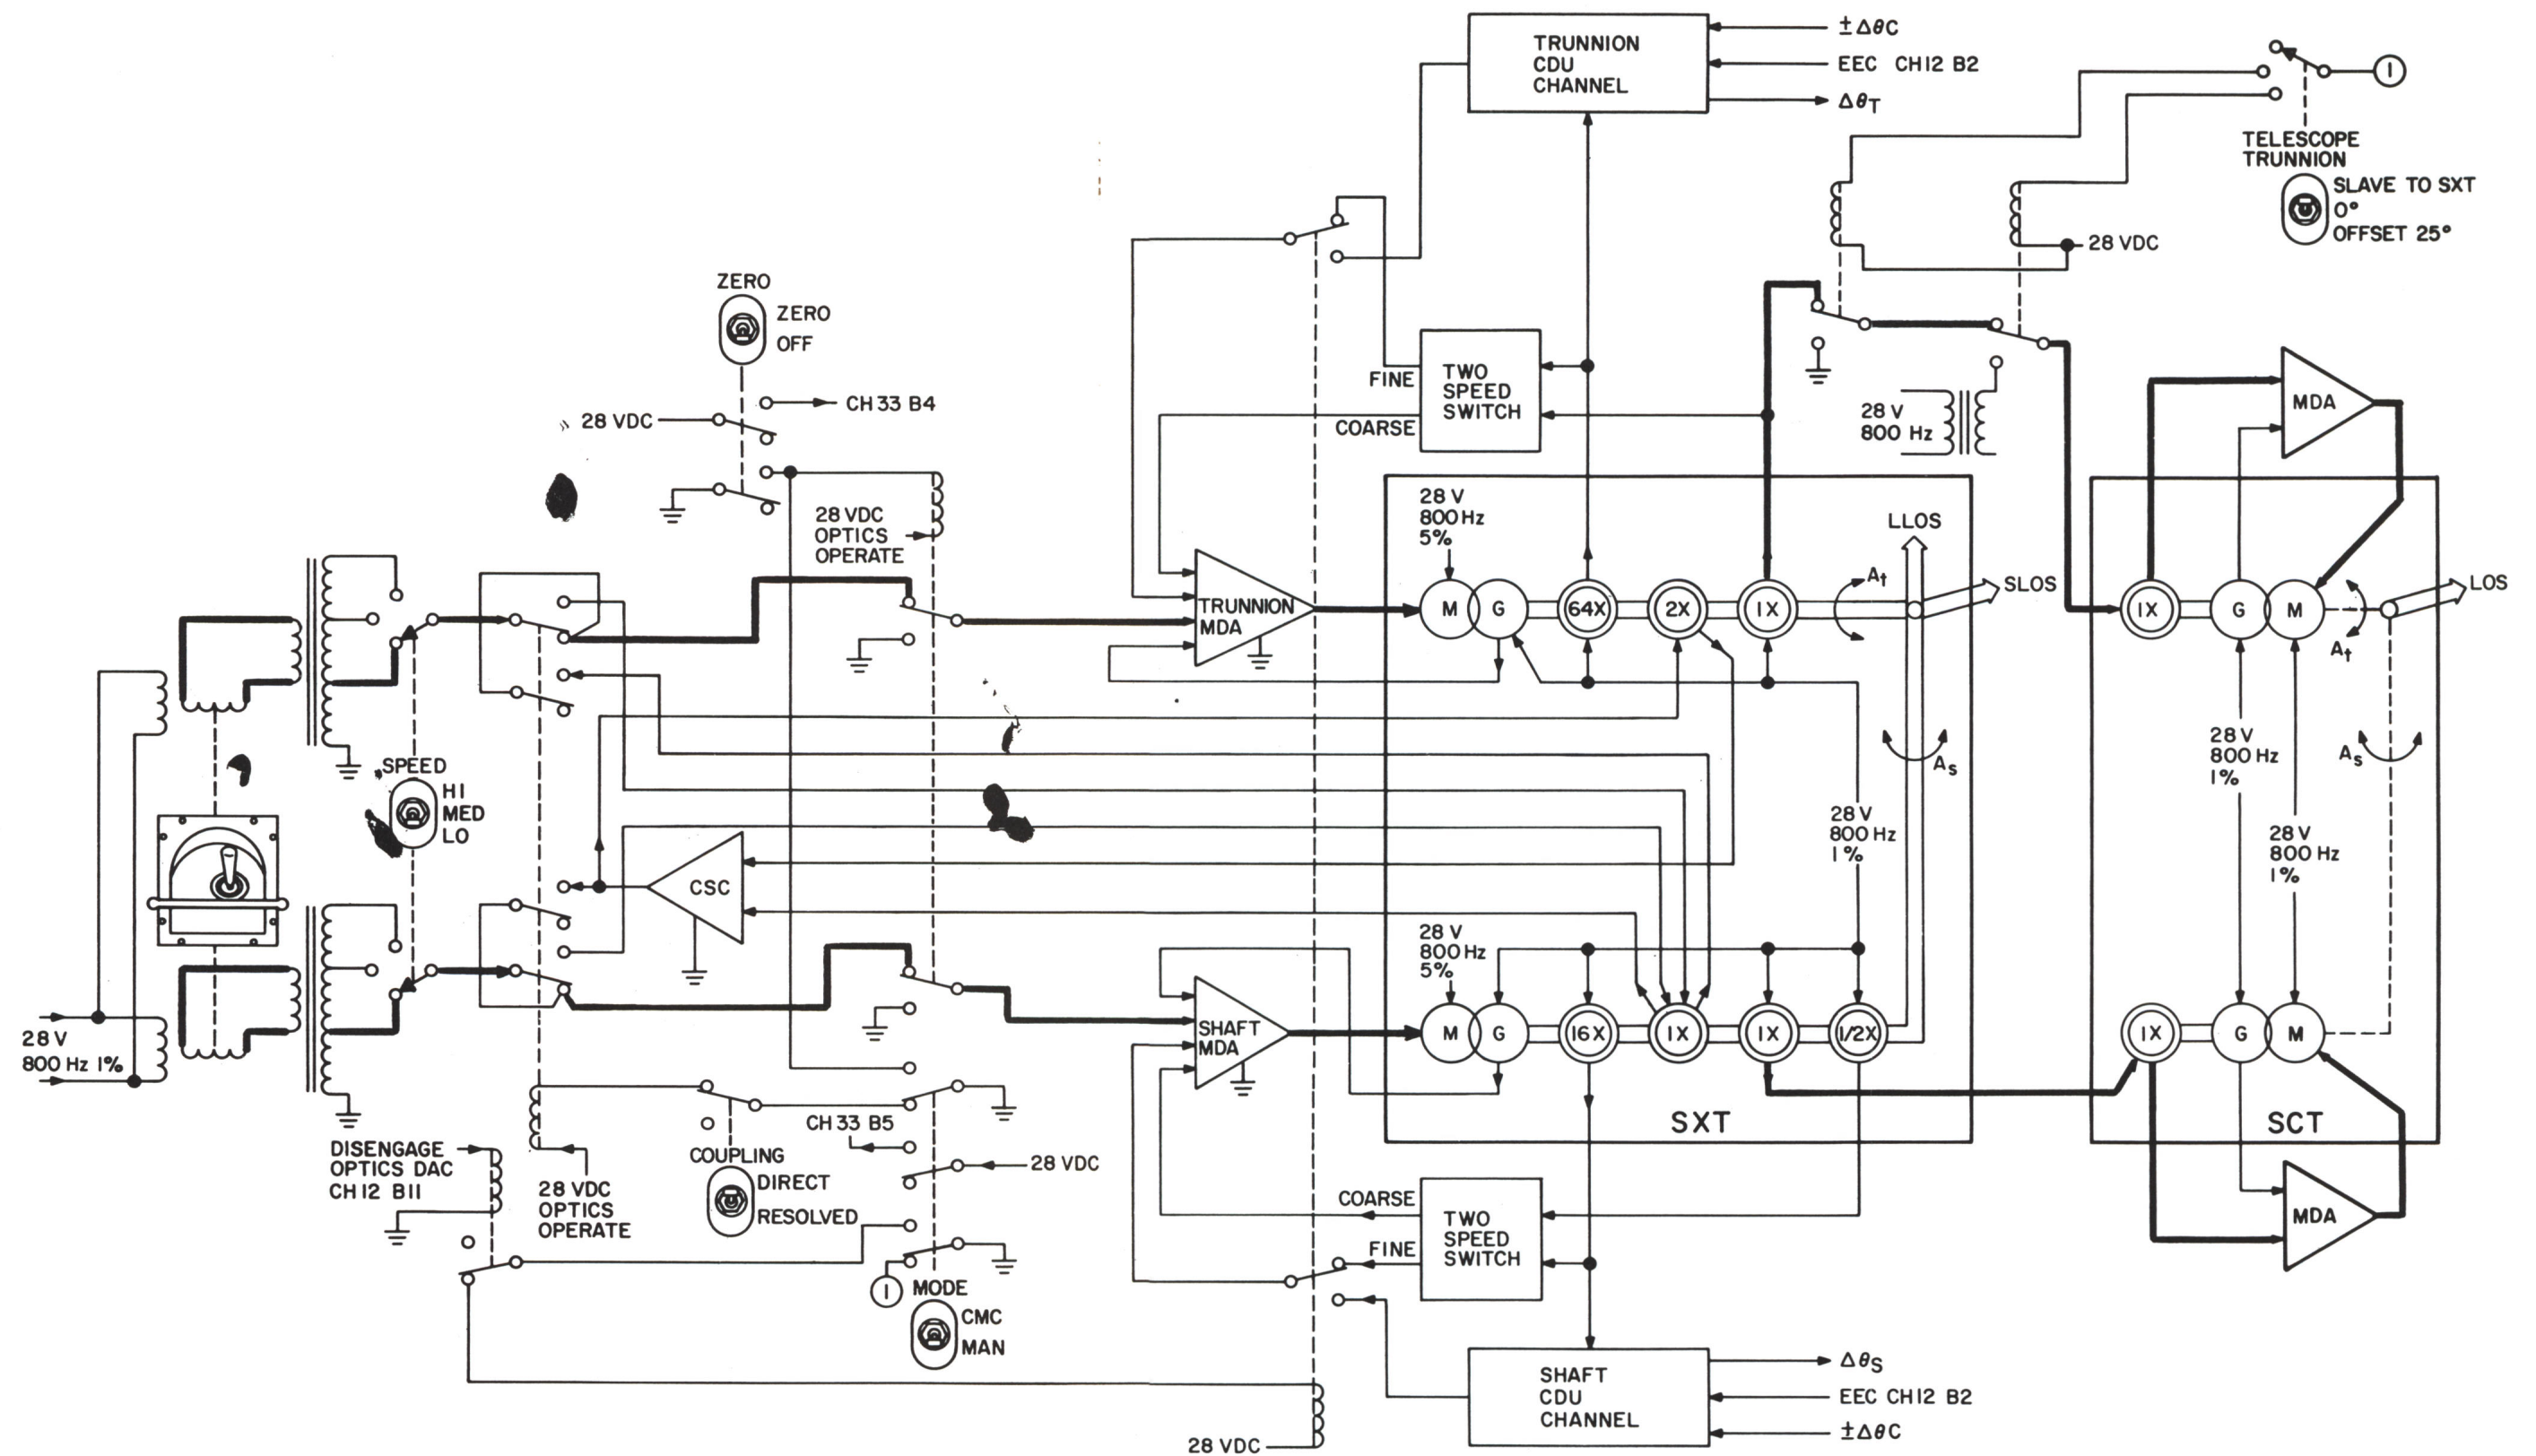 TRUNNION
CDU
CHANNEL
± ΔθC
EEC CH12 B2
ΔθT
1
TELESCOPE
TRUNNION
SLAVE TO SXT
0°
OFFSET 25°
28 VDC
ZERO
ZERO
OFF
28 VDC
CH 33 B4
28 VDC
OPTICS
OPERATE
FINE
COARSE
TWO
SPEED
SWITCH
28 V
800 Hz
MDA
28 V
800 Hz
5%
LLOS
TRUNNION
MDA
M
G
64X
2X
1X
At
SLOS
1X
G
M
At
LOS
28 V
800 Hz
1%
As
As
SPEED
HI
MED
LO
28 V
800 Hz
1%
28 V
800 Hz
1%
CSC
28 V
800 Hz
5%
28 V
800 Hz 1%
SHAFT
MDA
M
G
16X
1X
1X
1/2X
1X
G
M
SXT
SCT
DISENGAGE
OPTICS DAC
CH 12 B11
28 VDC
OPTICS
OPERATE
COUPLING
DIRECT
RESOLVED
CH 33 B5
28 VDC
COARSE
FINE
TWO
SPEED
SWITCH
MDA
1
MODE
CMC
MAN
28 VDC
SHAFT
CDU
CHANNEL
ΔθS
EEC CH12 B2
±ΔθC